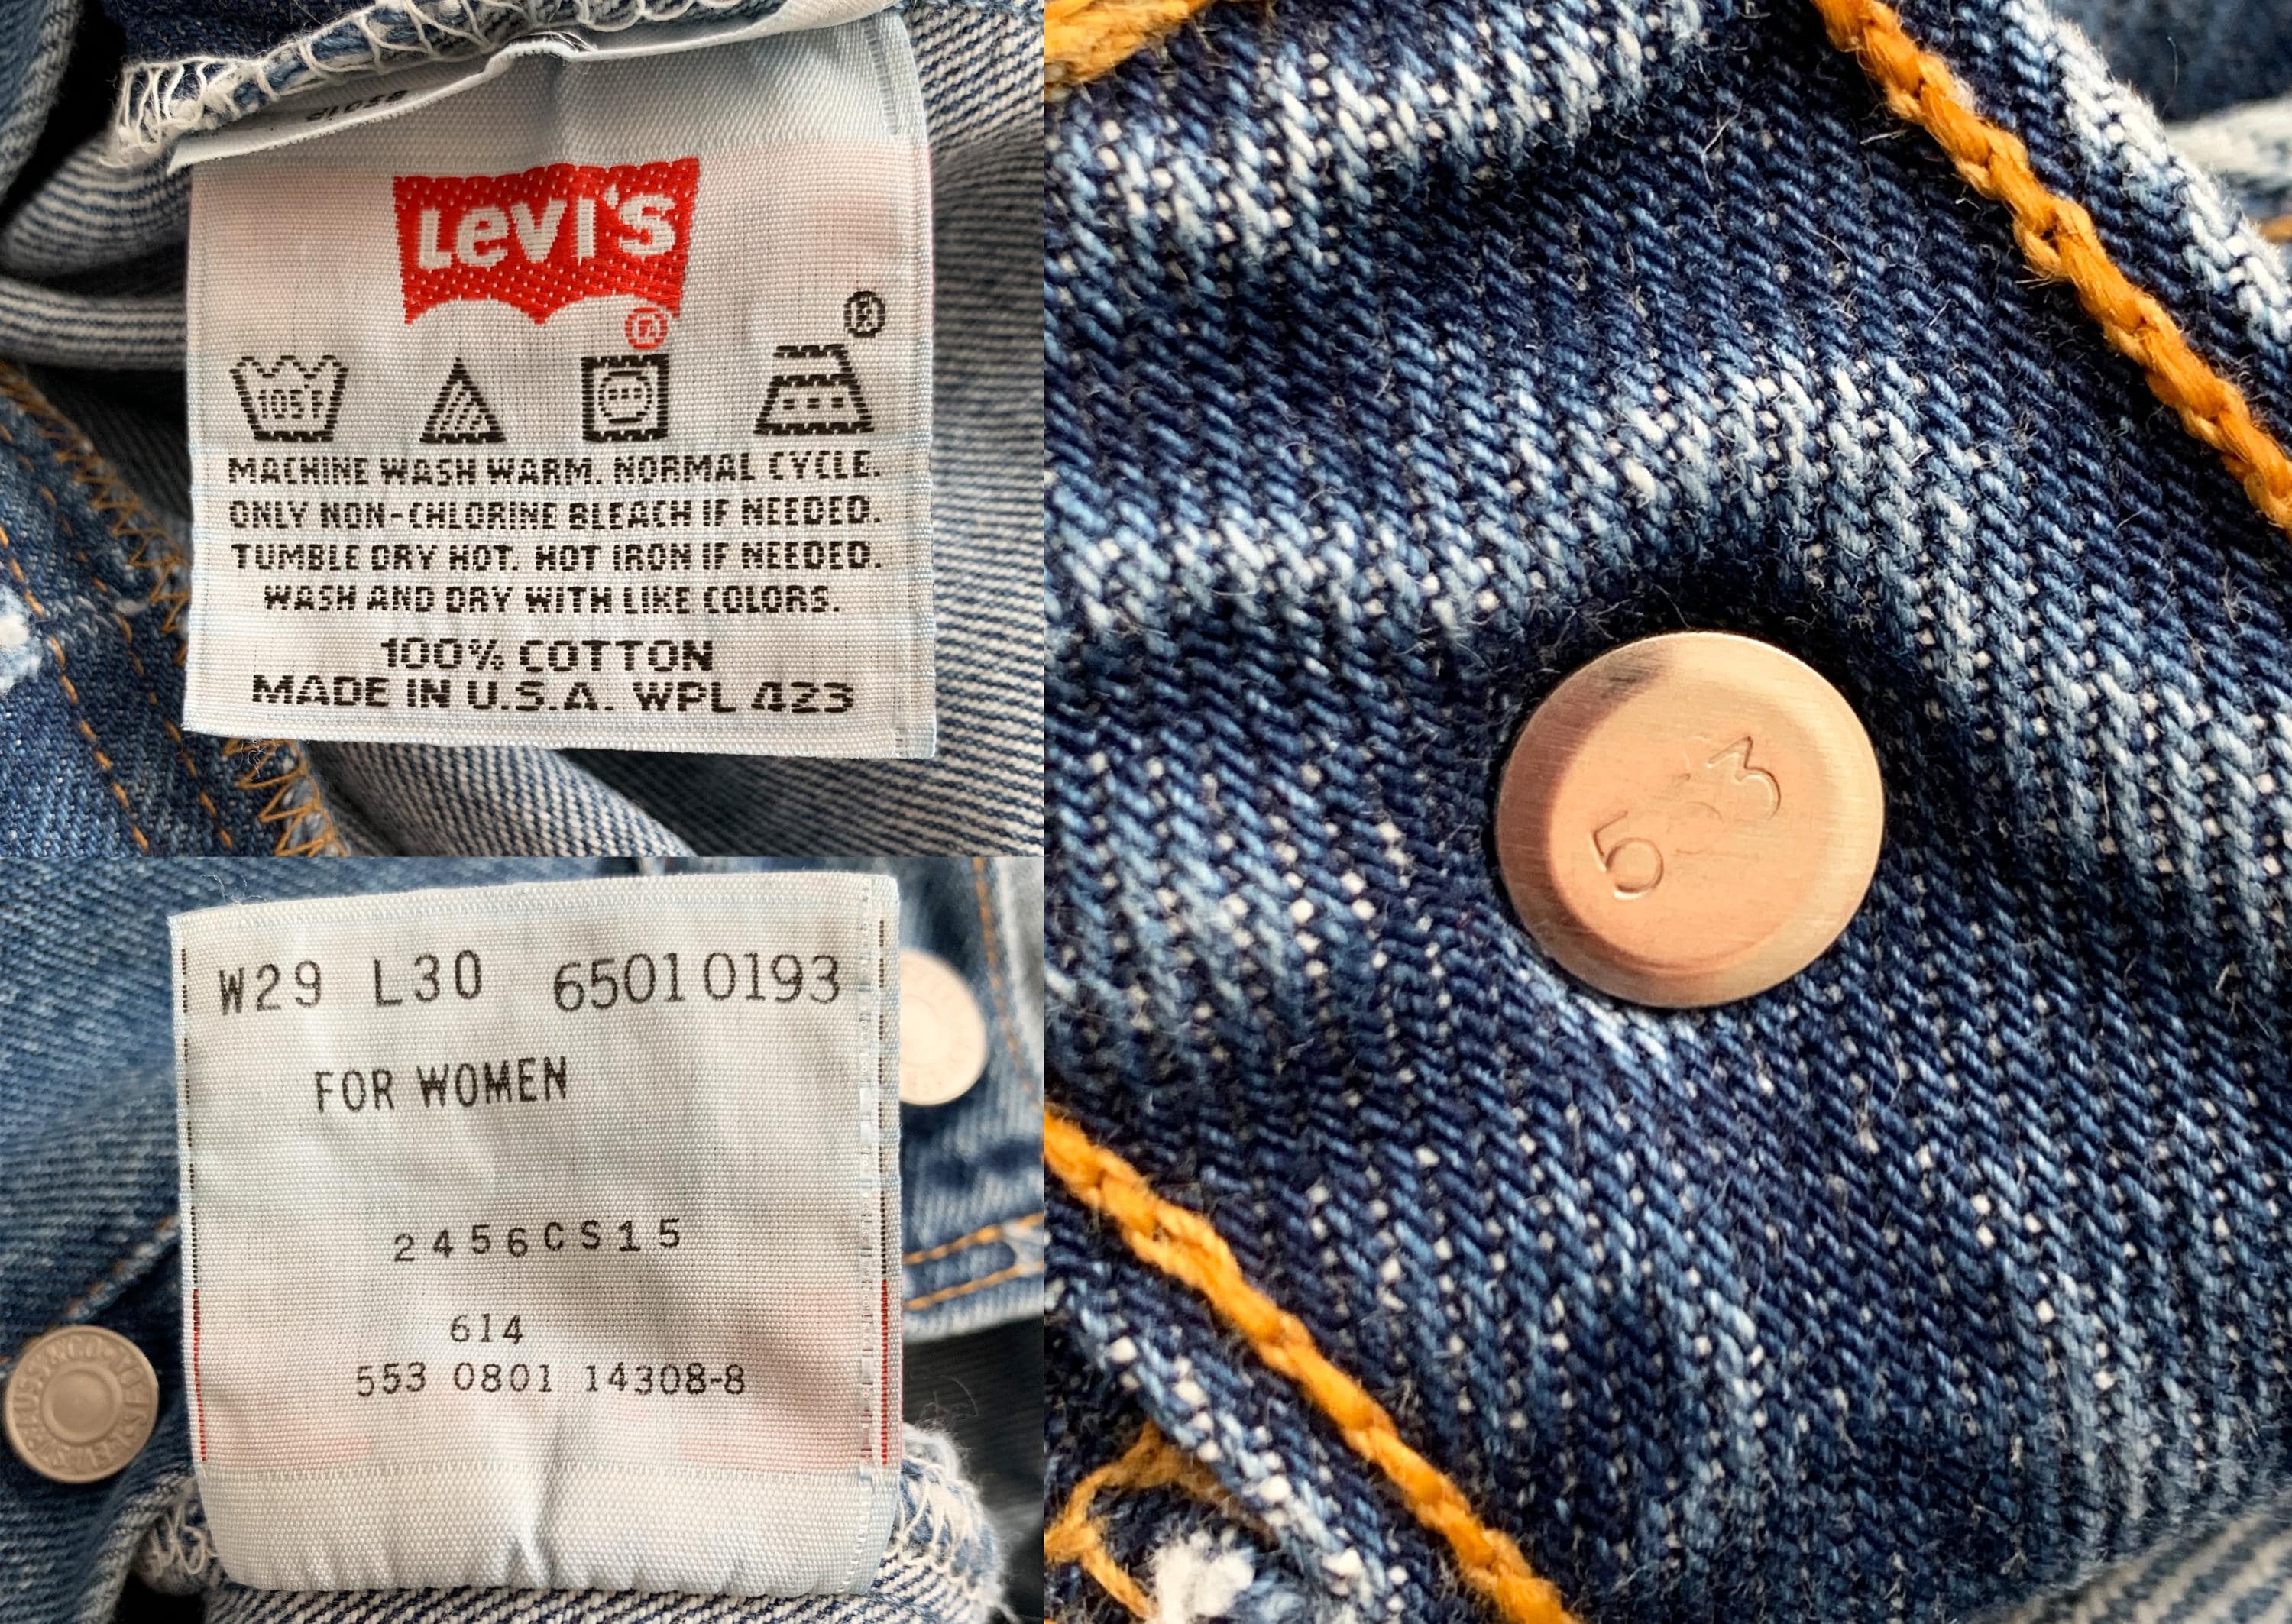 LEVI'S
®
®
105°F
MACHINE WASH WARM. NORMAL CYCLE.
ONLY NON-CHLORINE BLEACH IF NEEDED.
TUMBLE DRY HOT. HOT IRON IF NEEDED.
WASH AND DRY WITH LIKE COLORS.
100% COTTON
MADE IN U.S.A. WPL 423
W29 L30 65010193
FOR WOMEN
2456CS15
614
553 0801 14308-8
553